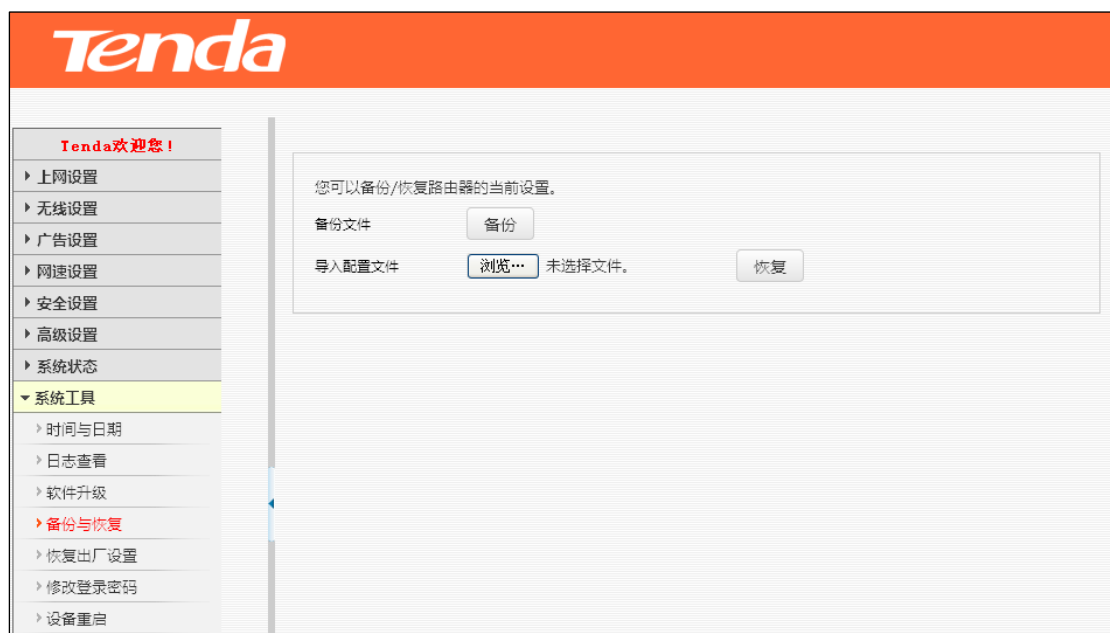 Tenda
Tenda欢迎您!
上网设置
无线设置
广告设置
网速设置
安全设置
高级设置
系统状态
系统工具
时间与日期
日志查看
软件升级
备份与恢复
恢复出厂设置
修改登录密码
设备重启
您可以备份/恢复路由器的当前设置。
备份文件 备份
导入配置文件 浏览… 未选择文件。 恢复